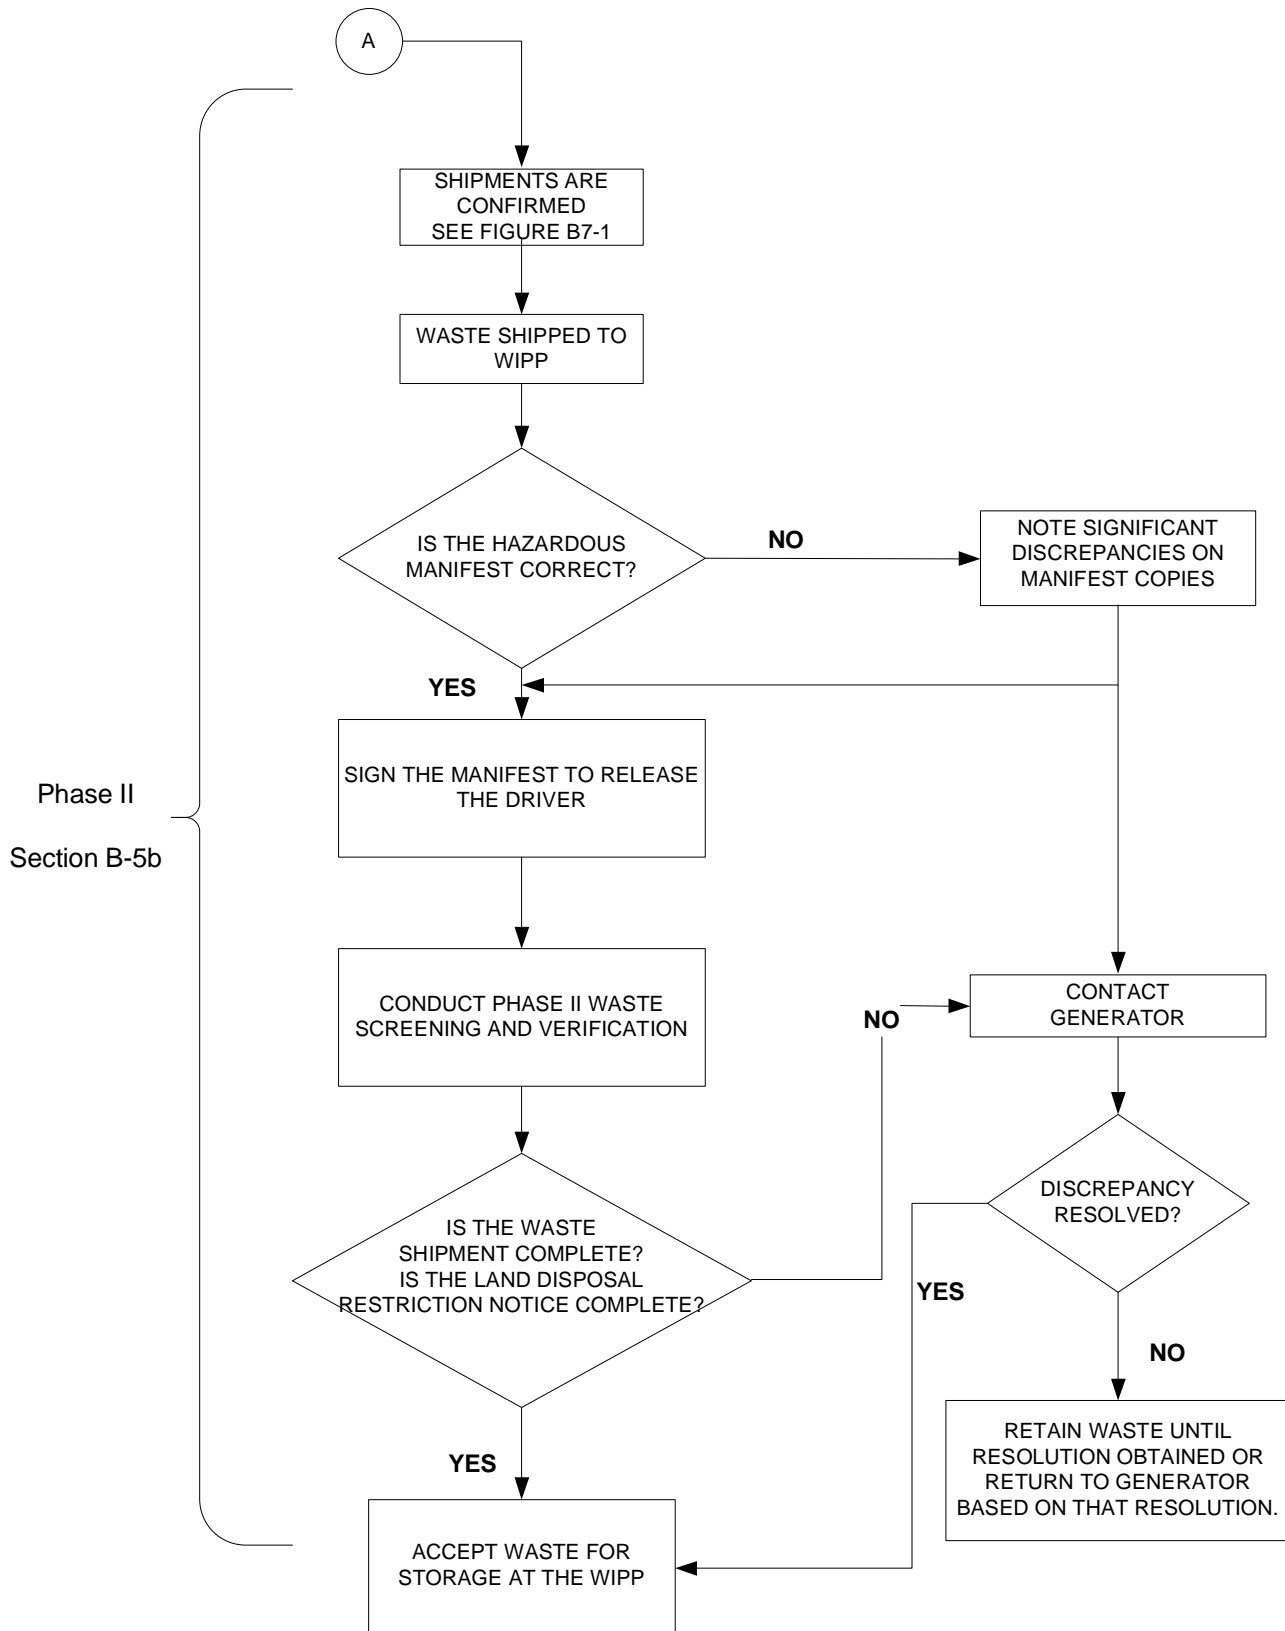 A
SHIPMENTS ARE
CONFIRMED
SEE FIGURE B7-1
WASTE SHIPPED TO
WIPP
IS THE HAZARDOUS
MANIFEST CORRECT?
NO
NOTE SIGNIFICANT
DISCREPANCIES ON
MANIFEST COPIES
YES
SIGN THE MANIFEST TO RELEASE
THE DRIVER
Phase II
Section B-5b
CONDUCT PHASE II WASTE
SCREENING AND VERIFICATION
NO
CONTACT
GENERATOR
IS THE WASTE
SHIPMENT COMPLETE?
IS THE LAND DISPOSAL
RESTRICTION NOTICE COMPLETE?
DISCREPANCY
RESOLVED?
YES
NO
YES
RETAIN WASTE UNTIL
RESOLUTION OBTAINED OR
RETURN TO GENERATOR
BASED ON THAT RESOLUTION.
ACCEPT WASTE FOR
STORAGE AT THE WIPP